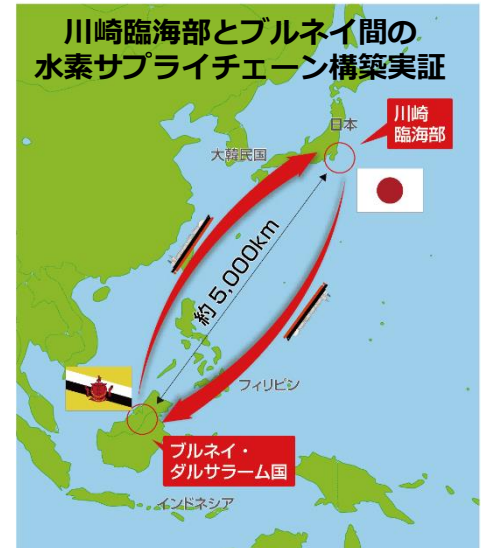 川崎臨海部とブルネイ間の
水素サプライチェーン構築実証
川崎
臨海部
日本
大韓民国
約5,000km
フィリピン
ブルネイ・
ダルサラーム国
インドネシア